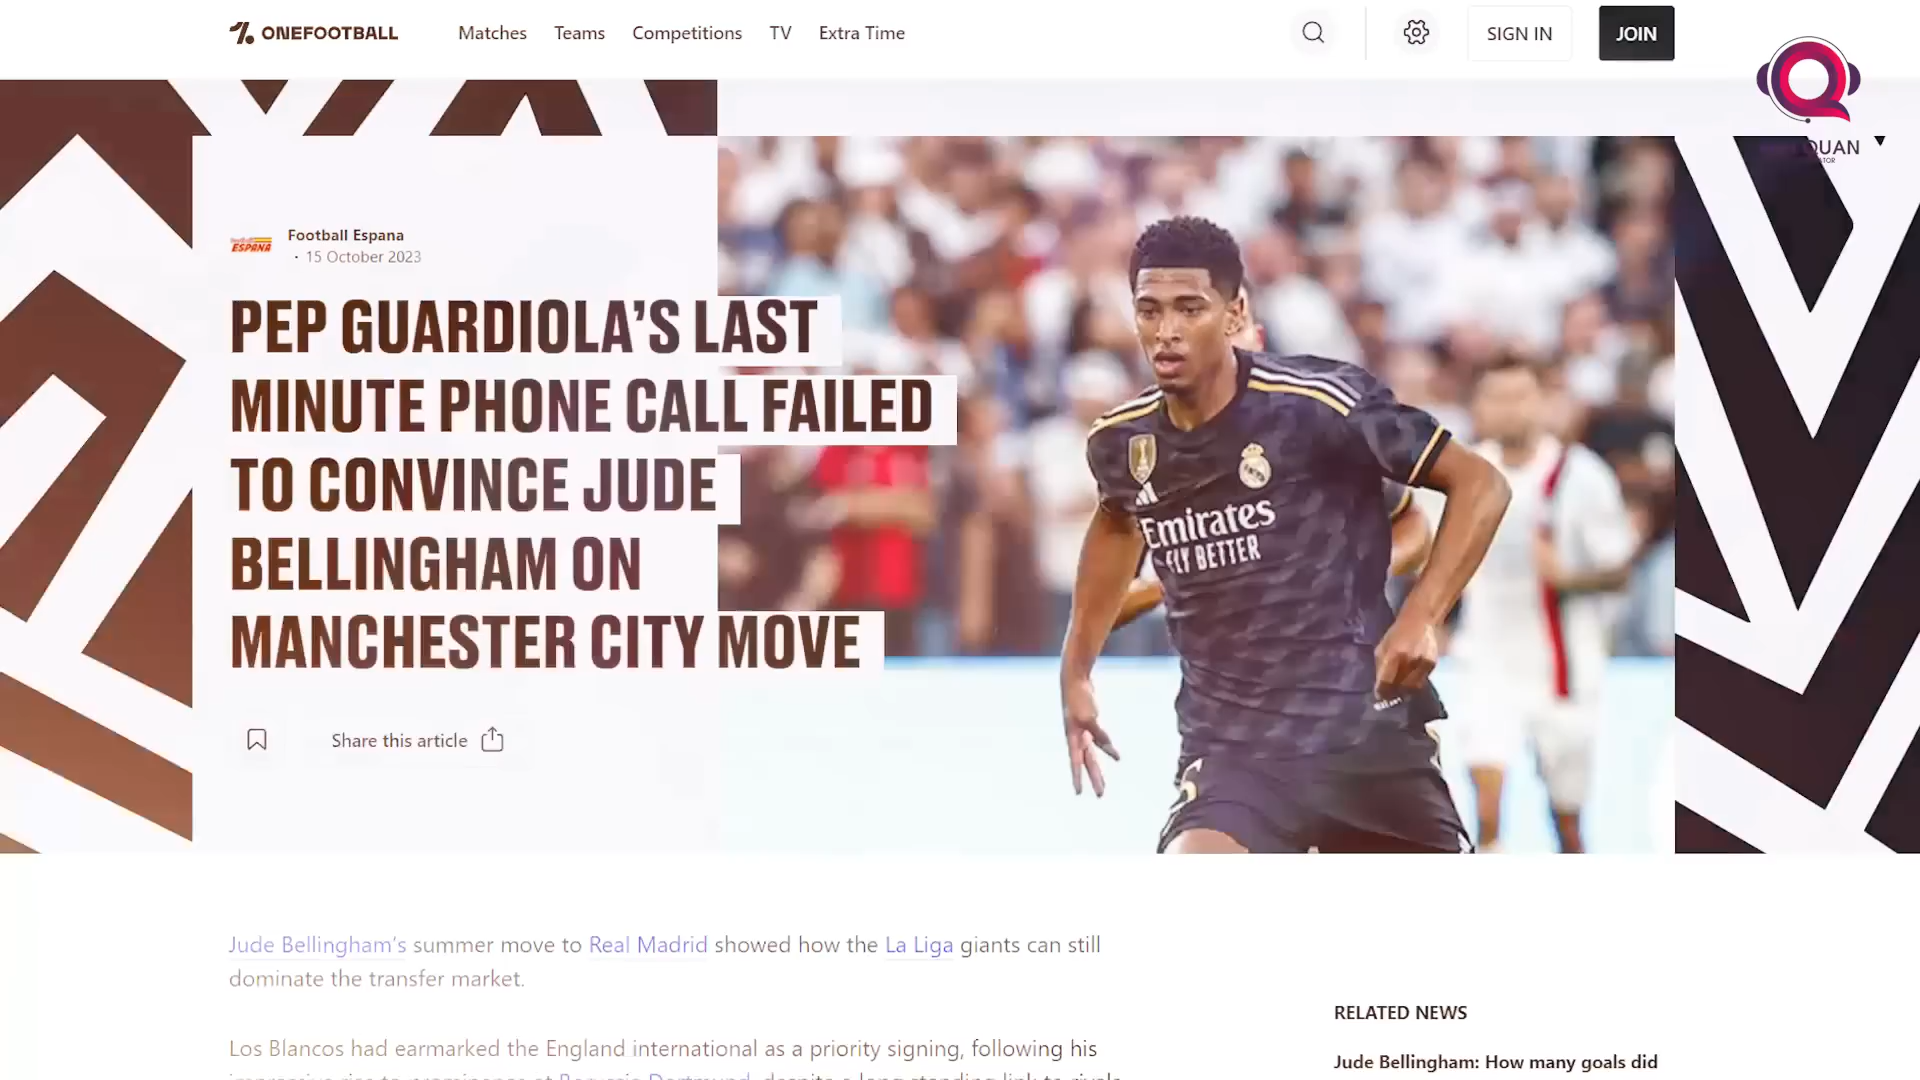 ONEFOOTBALL
Matches Teams Competitions TV Extra Time
SIGN IN
JOIN
QUAN
Football Espana
ESPANA
· 15 October 2023
PEP GUARDIOLA’S LAST
MINUTE PHONE CALL FAILED
TO CONVINCE JUDE
BELLINGHAM ON
MANCHESTER CITY MOVE
Emirates
FLY BETTER
Share this article
Jude Bellingham’s summer move to Real Madrid showed how the La Liga giants can still
dominate the transfer market.
Los Blancos had earmarked the England international as a priority signing, following his
RELATED NEWS
Jude Bellingham: How many goals did